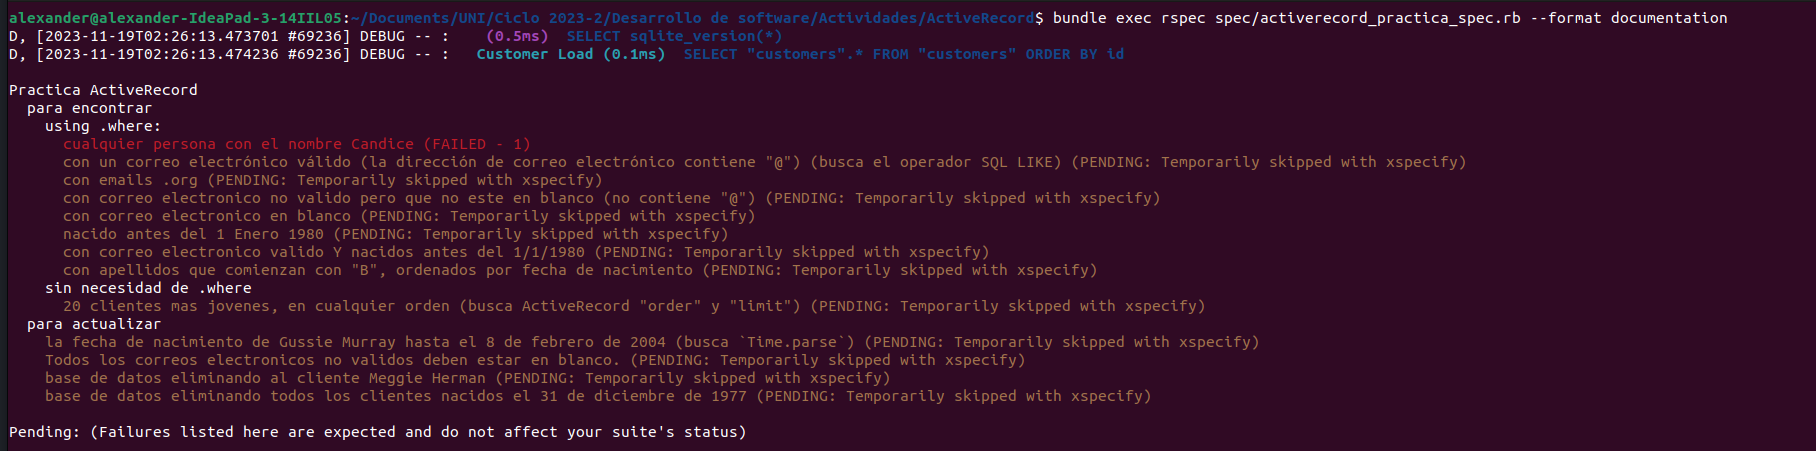 alexander@alexander-IdeaPad-3-14IIL05:~/Documents/UNI/Ciclo 2023-2/Desarrollo de software/Actividades/ActiveRecord$ bundle exec rspec spec/activerecord_practica_spec.rb --format documentation
D, [2023-11-19T02:26:13.473701 #69236] DEBUG -- :    (0.5ms)  SELECT sqlite_version(*)
D, [2023-11-19T02:26:13.474236 #69236] DEBUG -- :   Customer Load (0.1ms)  SELECT "customers".* FROM "customers" ORDER BY id
Practica ActiveRecord
  para encontrar
    using .where:
      cualquier persona con el nombre Candice (FAILED - 1)
      con un correo electrónico válido (la dirección de correo electrónico contiene "@") (busca el operador SQL LIKE) (PENDING: Temporarily skipped with xspecify)
      con emails .org (PENDING: Temporarily skipped with xspecify)
      con correo electronico no valido pero que no este en blanco (no contiene "@") (PENDING: Temporarily skipped with xspecify)
      con correo electronico en blanco (PENDING: Temporarily skipped with xspecify)
      nacido antes del 1 Enero 1980 (PENDING: Temporarily skipped with xspecify)
      con correo electronico valido Y nacidos antes del 1/1/1980 (PENDING: Temporarily skipped with xspecify)
      con apellidos que comienzan con "B", ordenados por fecha de nacimiento (PENDING: Temporarily skipped with xspecify)
    sin necesidad de .where
      20 clientes mas jovenes, en cualquier orden (busca ActiveRecord "order" y "limit") (PENDING: Temporarily skipped with xspecify)
  para actualizar
    la fecha de nacimiento de Gussie Murray hasta el 8 de febrero de 2004 (busca `Time.parse`) (PENDING: Temporarily skipped with xspecify)
    Todos los correos electronicos no validos deben estar en blanco. (PENDING: Temporarily skipped with xspecify)
    base de datos eliminando al cliente Meggie Herman (PENDING: Temporarily skipped with xspecify)
    base de datos eliminando todos los clientes nacidos el 31 de diciembre de 1977 (PENDING: Temporarily skipped with xspecify)
Pending: (Failures listed here are expected and do not affect your suite's status)